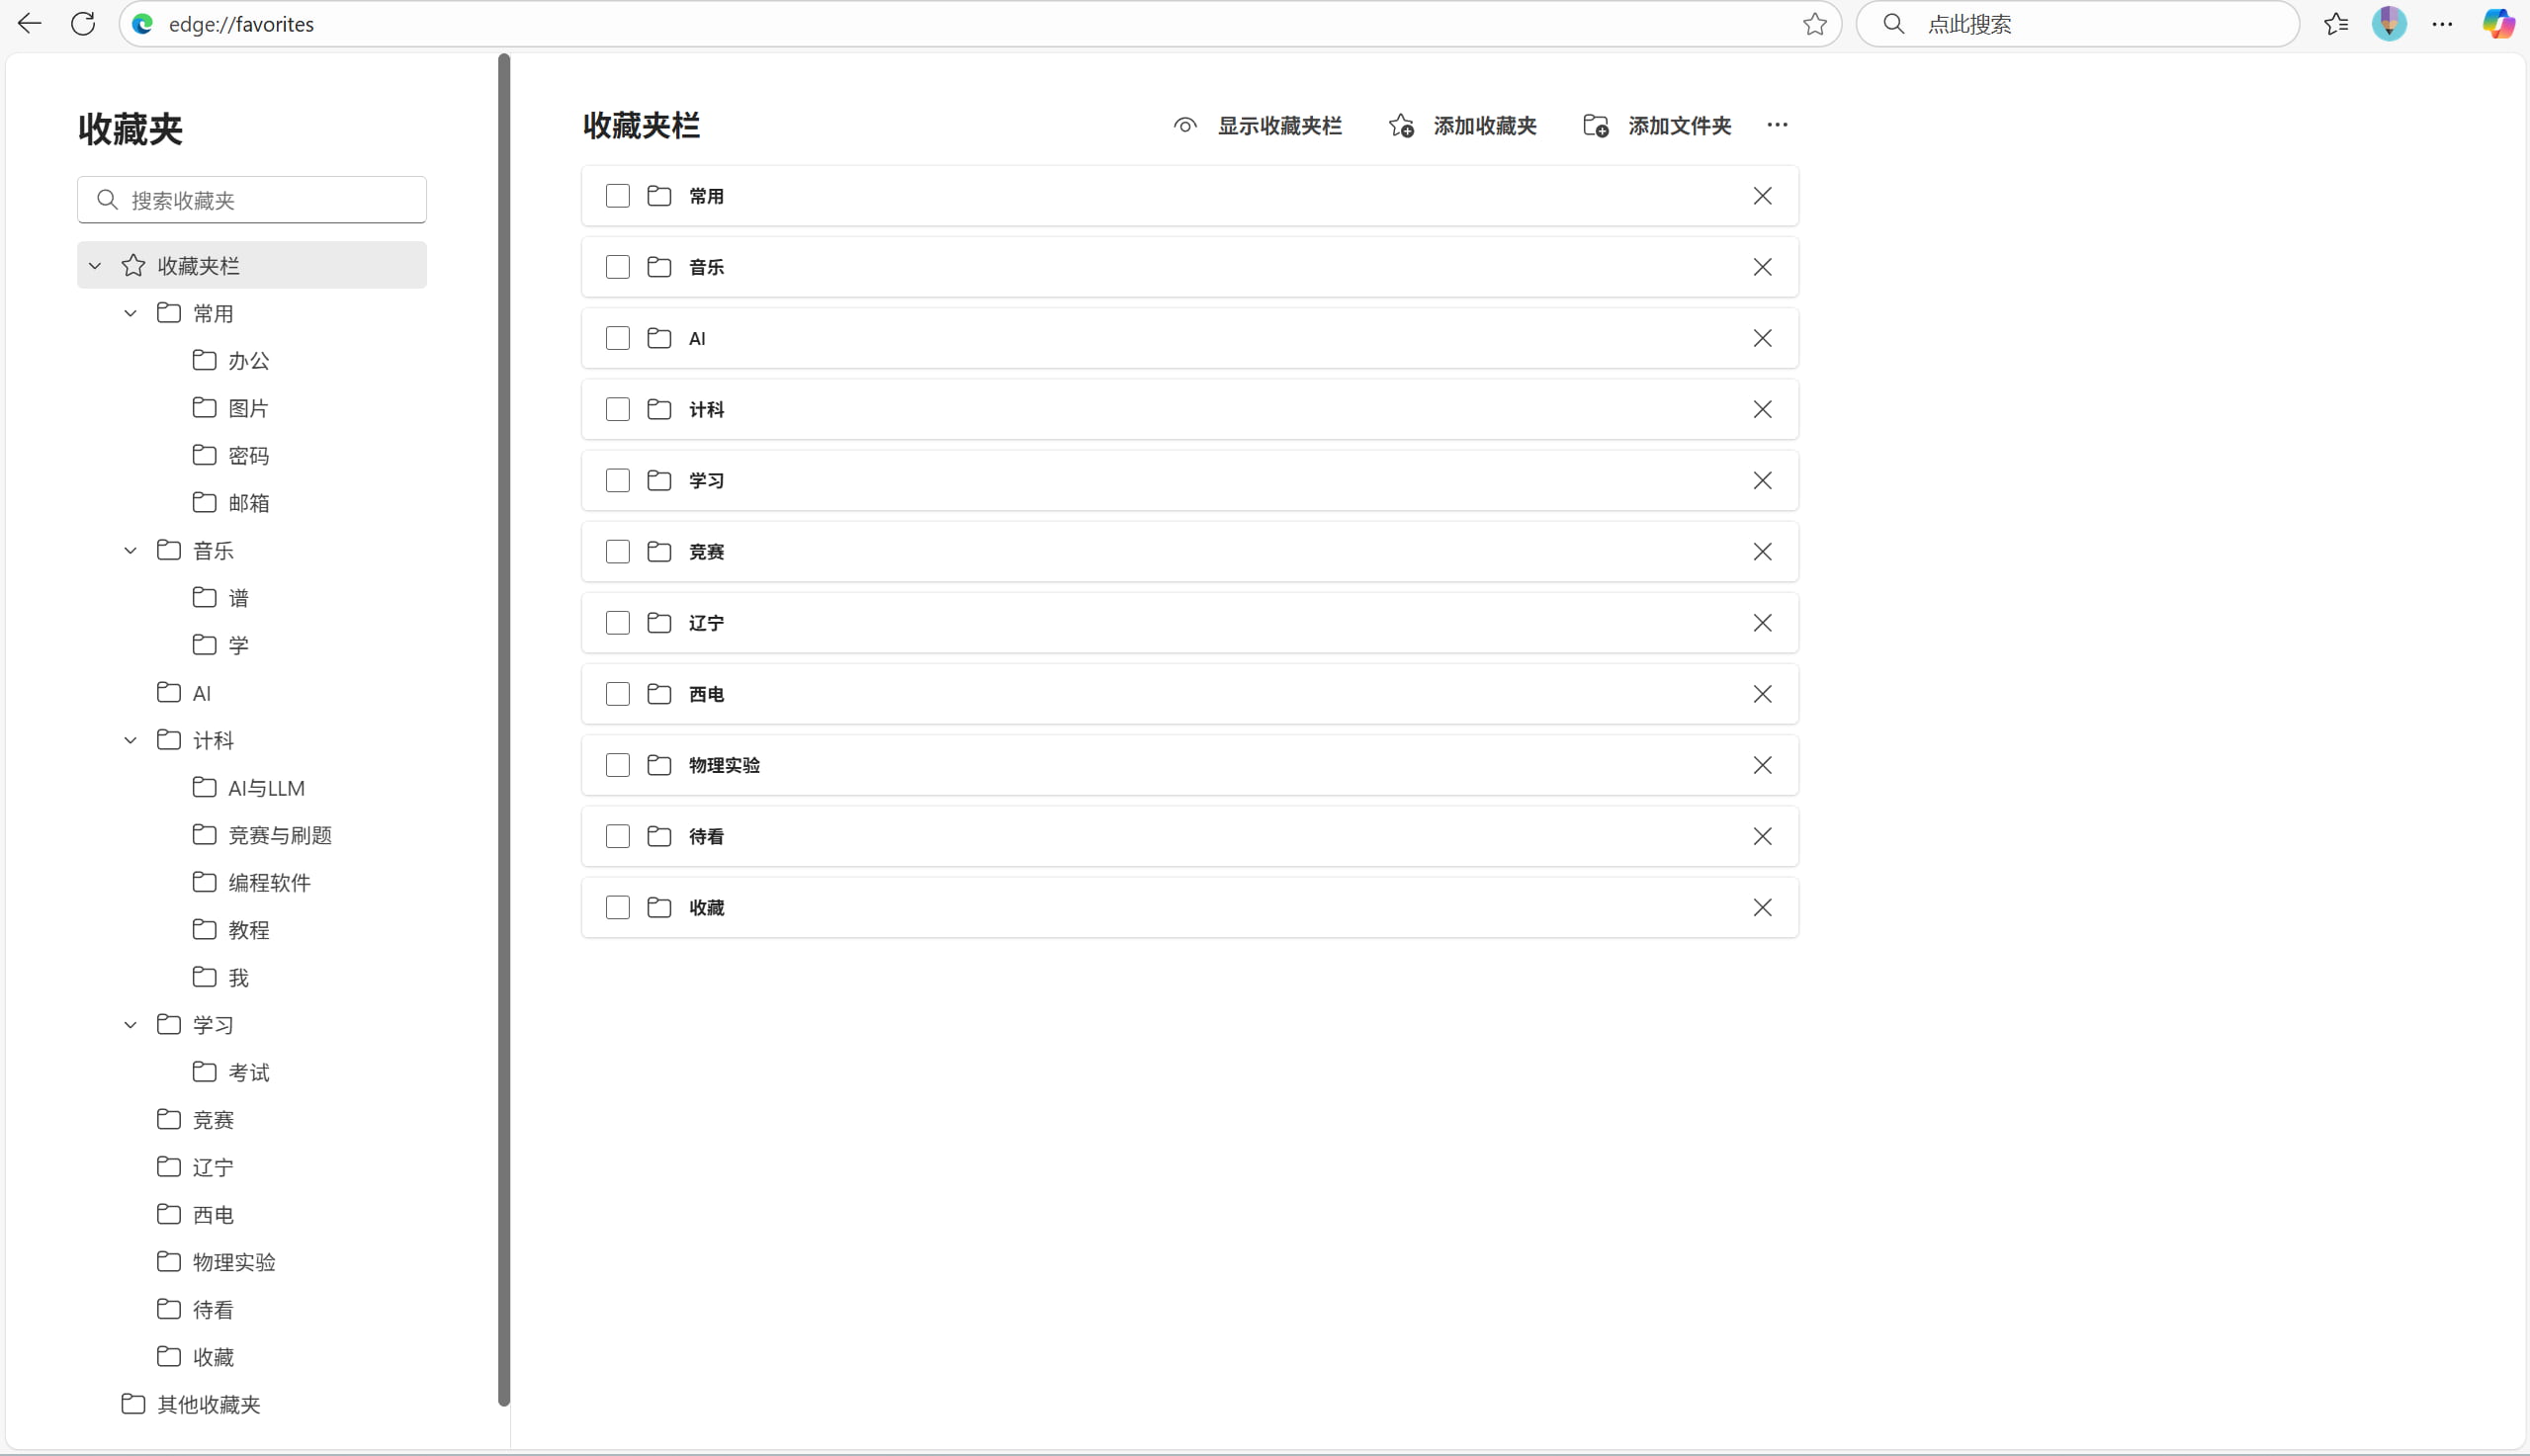 edge://favorites
点此搜索
收藏夹
搜索收藏夹
收藏夹栏
常用
办公
图片
密码
邮箱
音乐
谱
学
AI
计科
AI与LLM
竞赛与刷题
编程软件
教程
我
学习
考试
竞赛
辽宁
西电
物理实验
待看
收藏
其他收藏夹
收藏夹栏 显示收藏夹栏 添加收藏夹 添加文件夹
常用
音乐
AI
计科
学习
竞赛
辽宁
西电
物理实验
待看
收藏